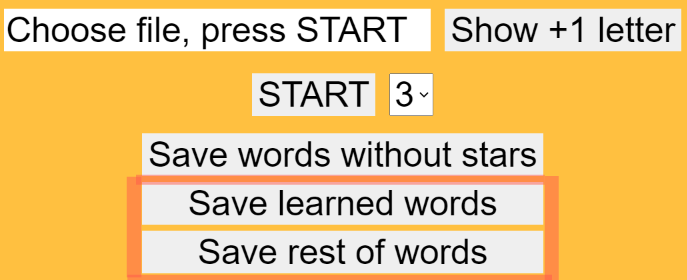 Choose file, press START Show +1 letter
START 3
Save words without stars
Save learned words
Save rest of words